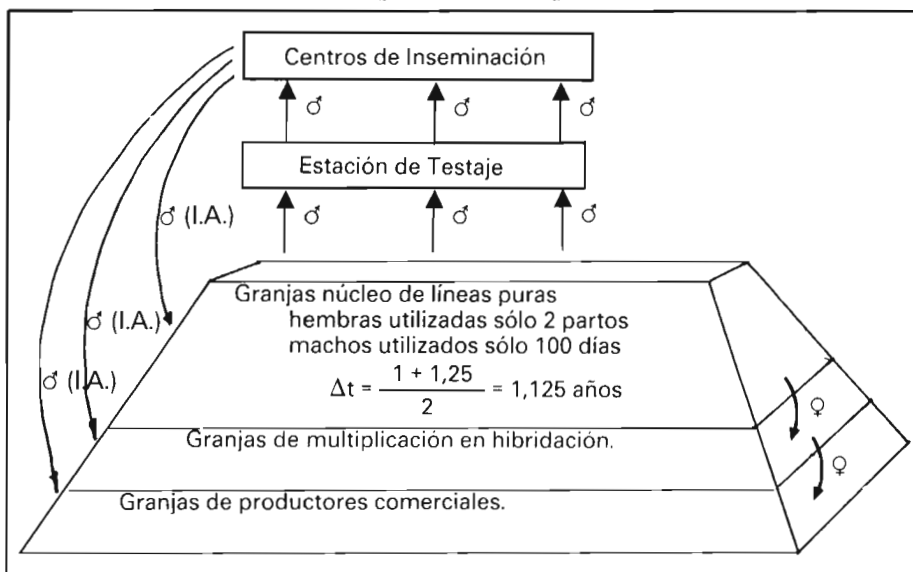 Centros de Inseminación
♂ ♂ ♂
Estación de Testaje
♂ (I.A.) ♂ ♂ ♂
Granjas núcleo de líneas puras
hembras utilizadas sólo 2 partos
♂ (I.A.) machos utilizados sólo 100 días
♂ (I.A.) Δt = (1 + 1,25) / 2 = 1,125 años
♀
Granjas de multiplicación en hibridación.
♀
Granjas de productores comerciales.